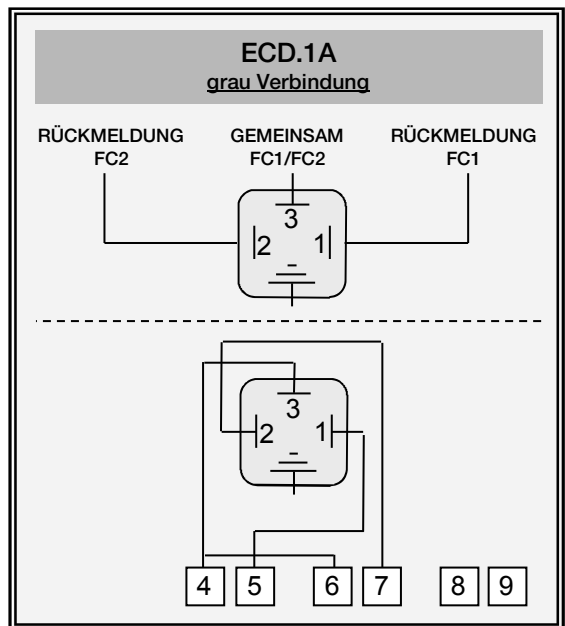 ECD.1A
grau Verbindung
RÜCKMELDUNG FC2
GEMEINSAM FC1/FC2
RÜCKMELDUNG FC1
3
2 1
3
2 1
4 5 6 7 8 9